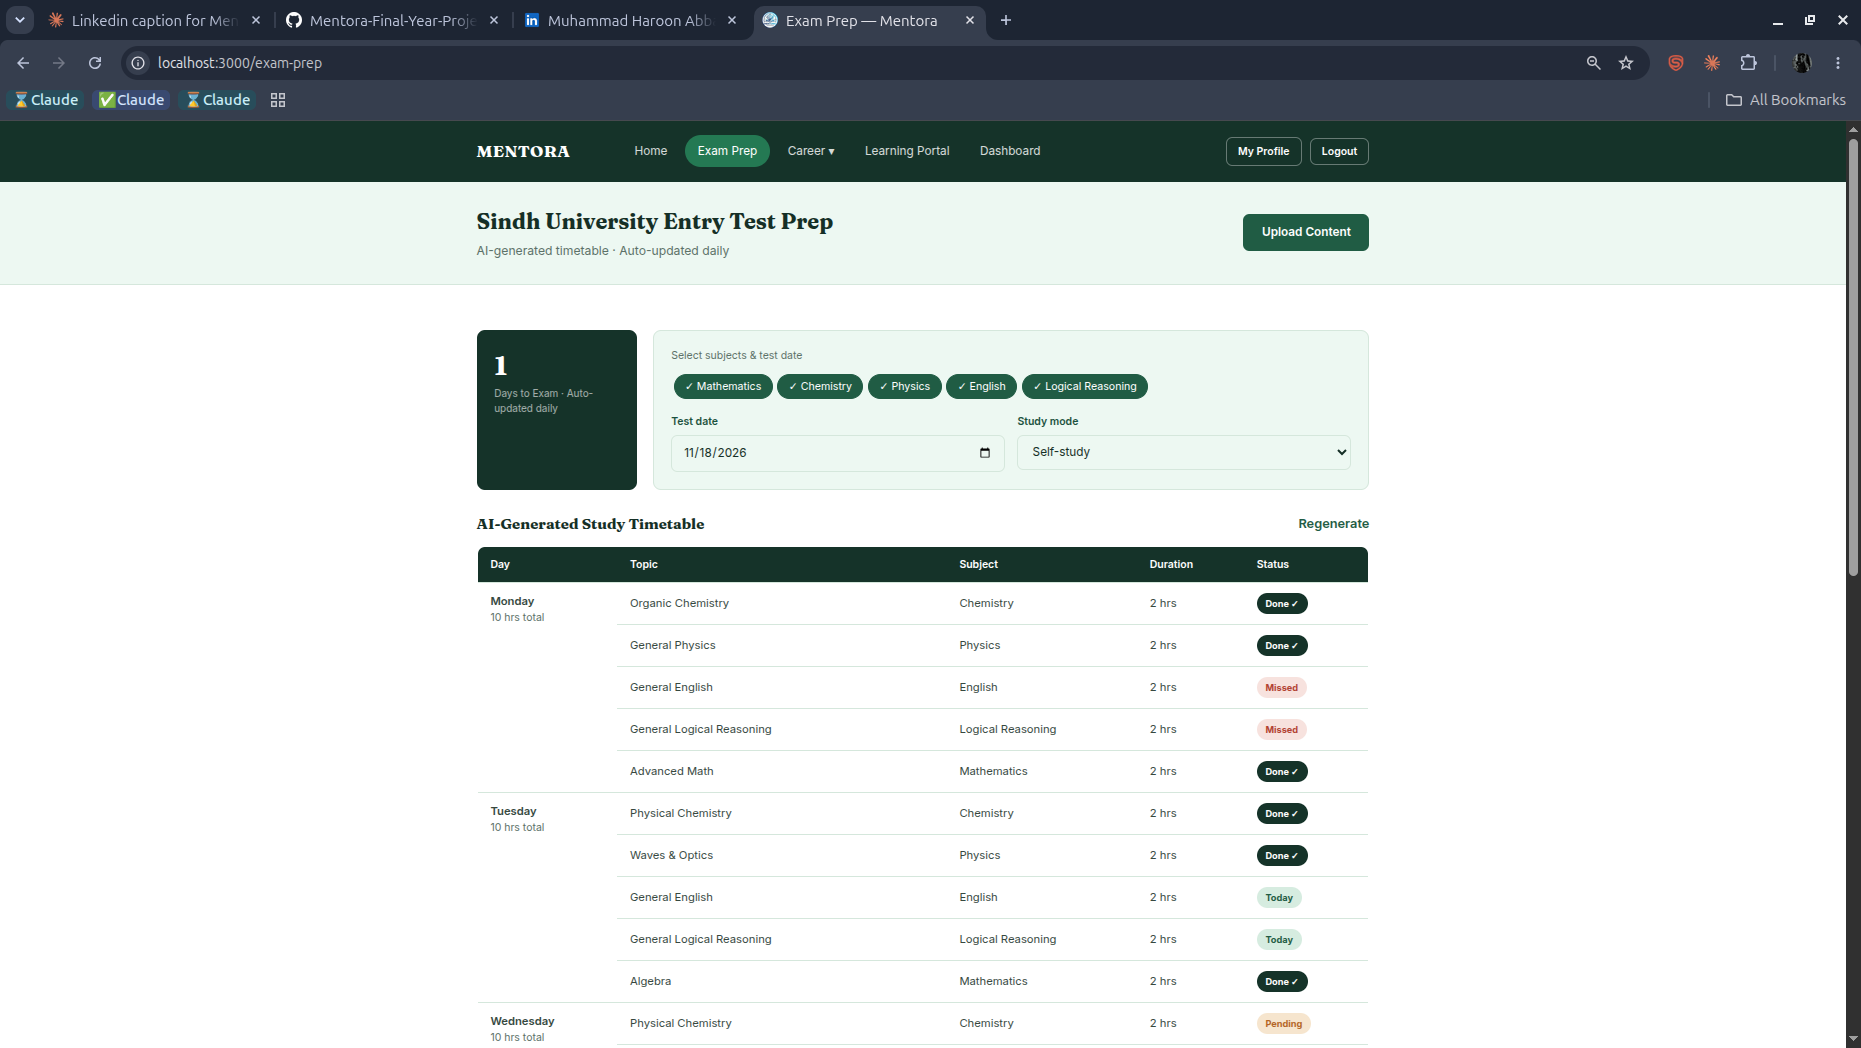 Linkedin caption for Men
Mentora-Final-Year-Proje
Muhammad Haroon Abb
Exam Prep — Mentora
localhost:3000/exam-prep
⌛Claude
✅Claude
⌛Claude
All Bookmarks
MENTORA
Home
Exam Prep
Career ▾
Learning Portal
Dashboard
My Profile
Logout
Sindh University Entry Test Prep
AI-generated timetable · Auto-updated daily
Upload Content
1
Days to Exam · Auto-
updated daily
Select subjects & test date
✓ Mathematics
✓ Chemistry
✓ Physics
✓ English
✓ Logical Reasoning
Test date
Study mode
11/18/2026
Self-study
AI-Generated Study Timetable
Regenerate
Day Topic Subject Duration Status
Monday
10 hrs total
Organic Chemistry Chemistry 2 hrs Done ✓
General Physics Physics 2 hrs Done ✓
General English English 2 hrs Missed
General Logical Reasoning Logical Reasoning 2 hrs Missed
Advanced Math Mathematics 2 hrs Done ✓
Tuesday
10 hrs total
Physical Chemistry Chemistry 2 hrs Done ✓
Waves & Optics Physics 2 hrs Done ✓
General English English 2 hrs Today
General Logical Reasoning Logical Reasoning 2 hrs Today
Algebra Mathematics 2 hrs Done ✓
Wednesday
10 hrs total
Physical Chemistry Chemistry 2 hrs Pending